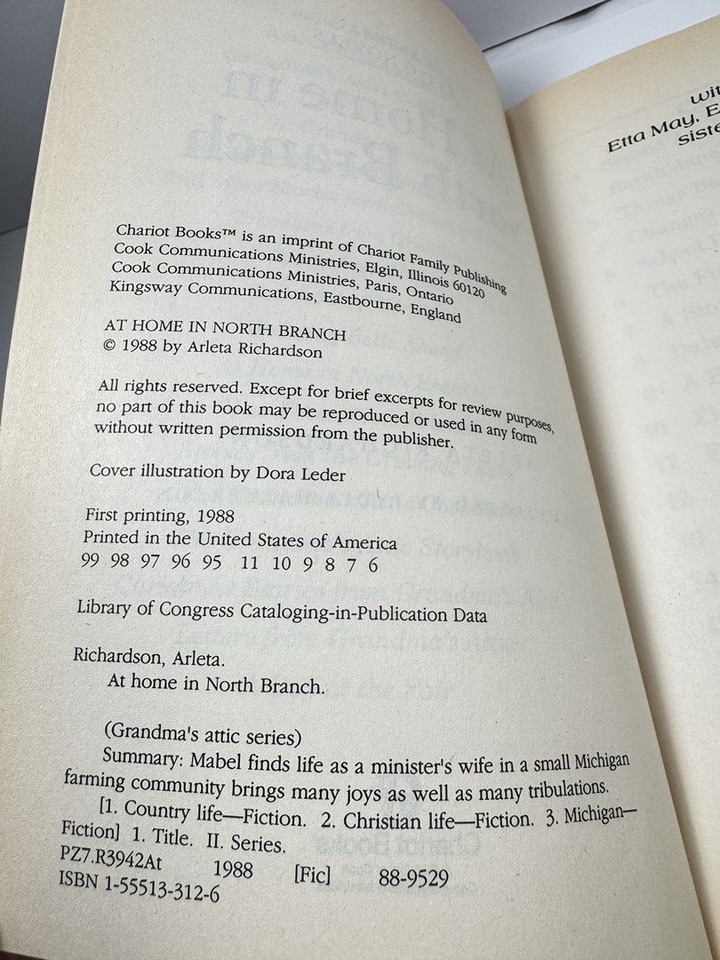 Chariot Books™ is an imprint of Chariot Family Publishing
Cook Communications Ministries, Elgin, Illinois 60120
Cook Communications Ministries, Paris, Ontario
Kingsway Communications, Eastbourne, England
AT HOME IN NORTH BRANCH
© 1988 by Arleta Richardson
All rights reserved. Except for brief excerpts for review purposes,
no part of this book may be reproduced or used in any form
without written permission from the publisher.
Cover illustration by Dora Leder
First printing, 1988
Printed in the United States of America
99 98 97 96 95 11 10 9 8 7 6
Library of Congress Cataloging-in-Publication Data
Richardson, Arleta.
At home in North Branch.
(Grandma's attic series)
Summary: Mabel finds life as a minister's wife in a small Michigan
farming community brings many joys as well as many tribulations.
[1. Country life—Fiction. 2. Christian life—Fiction. 3. Michigan—
Fiction] 1. Title. II. Series.
PZ7.R3942At 1988 [Fic] 88-9529
ISBN 1-55513-312-6
Etta May,